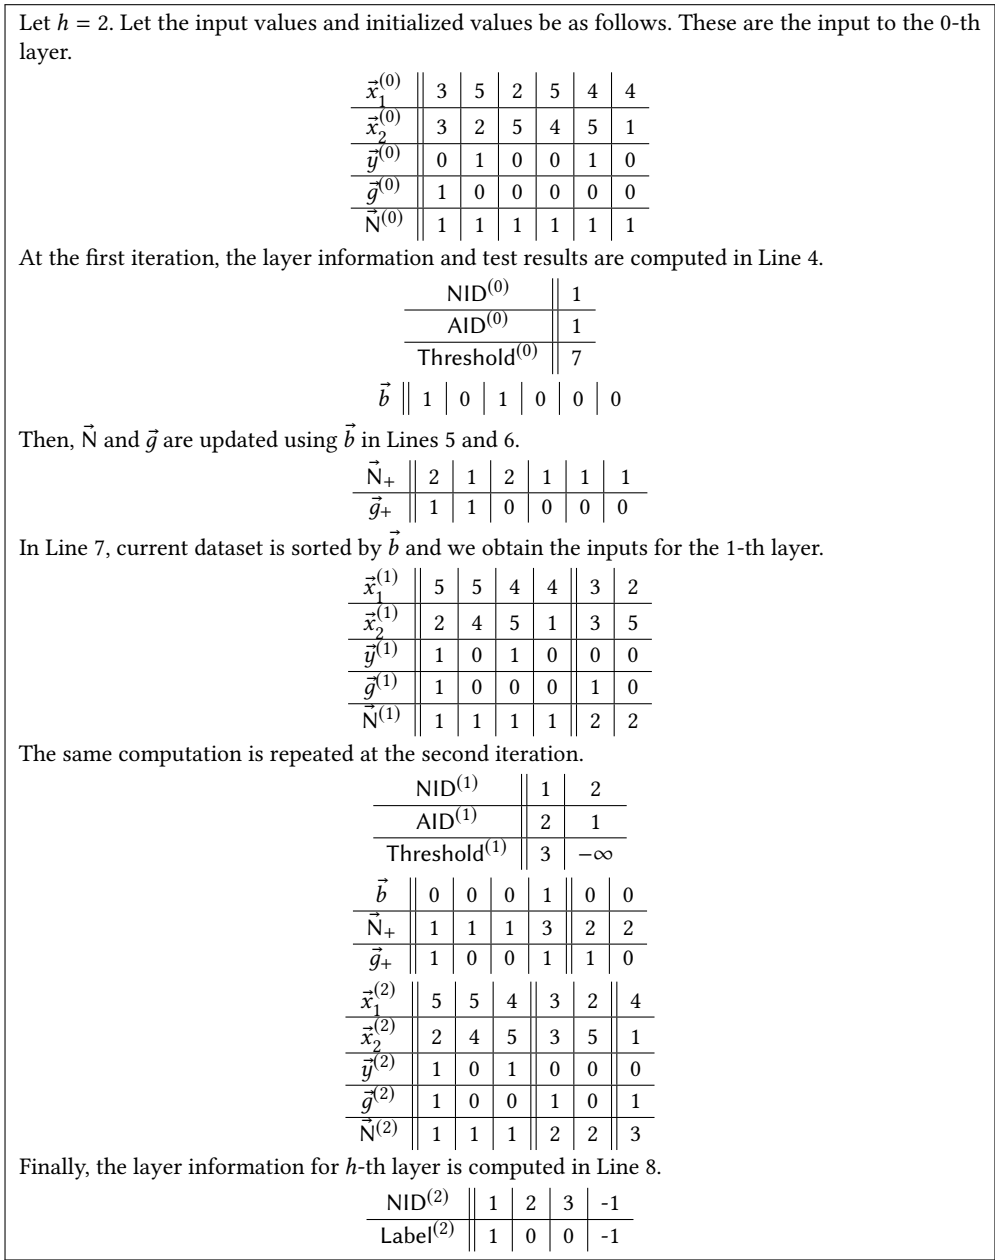 Let h = 2. Let the input values and initialized values be as follows. These are the input to the 0-th
layer.
x⃗₁⁽⁰⁾ 3 5 2 5 4 4
x⃗₂⁽⁰⁾ 3 2 5 4 5 1
y⃗⁽⁰⁾ 0 1 0 0 1 0
g⃗⁽⁰⁾ 1 0 0 0 0 0
N⃗⁽⁰⁾ 1 1 1 1 1 1
At the first iteration, the layer information and test results are computed in Line 4.
NID⁽⁰⁾ 1
AID⁽⁰⁾ 1
Threshold⁽⁰⁾ 7
b⃗ 1 0 1 0 0 0
Then, N⃗ and g⃗ are updated using b⃗ in Lines 5 and 6.
N⃗₊ 2 1 2 1 1 1
g⃗₊ 1 1 0 0 0 0
In Line 7, current dataset is sorted by b⃗ and we obtain the inputs for the 1-th layer.
x⃗₁⁽¹⁾ 5 5 4 4 3 2
x⃗₂⁽¹⁾ 2 4 5 1 3 5
y⃗⁽¹⁾ 1 0 1 0 0 0
g⃗⁽¹⁾ 1 0 0 0 1 0
N⃗⁽¹⁾ 1 1 1 1 2 2
The same computation is repeated at the second iteration.
NID⁽¹⁾ 1 2
AID⁽¹⁾ 2 1
Threshold⁽¹⁾ 3 −∞
b⃗ 0 0 0 1 0 0
N⃗₊ 1 1 1 3 2 2
g⃗₊ 1 0 0 1 1 0
x⃗₁⁽²⁾ 5 5 4 3 2 4
x⃗₂⁽²⁾ 2 4 5 3 5 1
y⃗⁽²⁾ 1 0 1 0 0 0
g⃗⁽²⁾ 1 0 0 1 0 1
N⃗⁽²⁾ 1 1 1 2 2 3
Finally, the layer information for h-th layer is computed in Line 8.
NID⁽²⁾ 1 2 3 -1
Label⁽²⁾ 1 0 0 -1